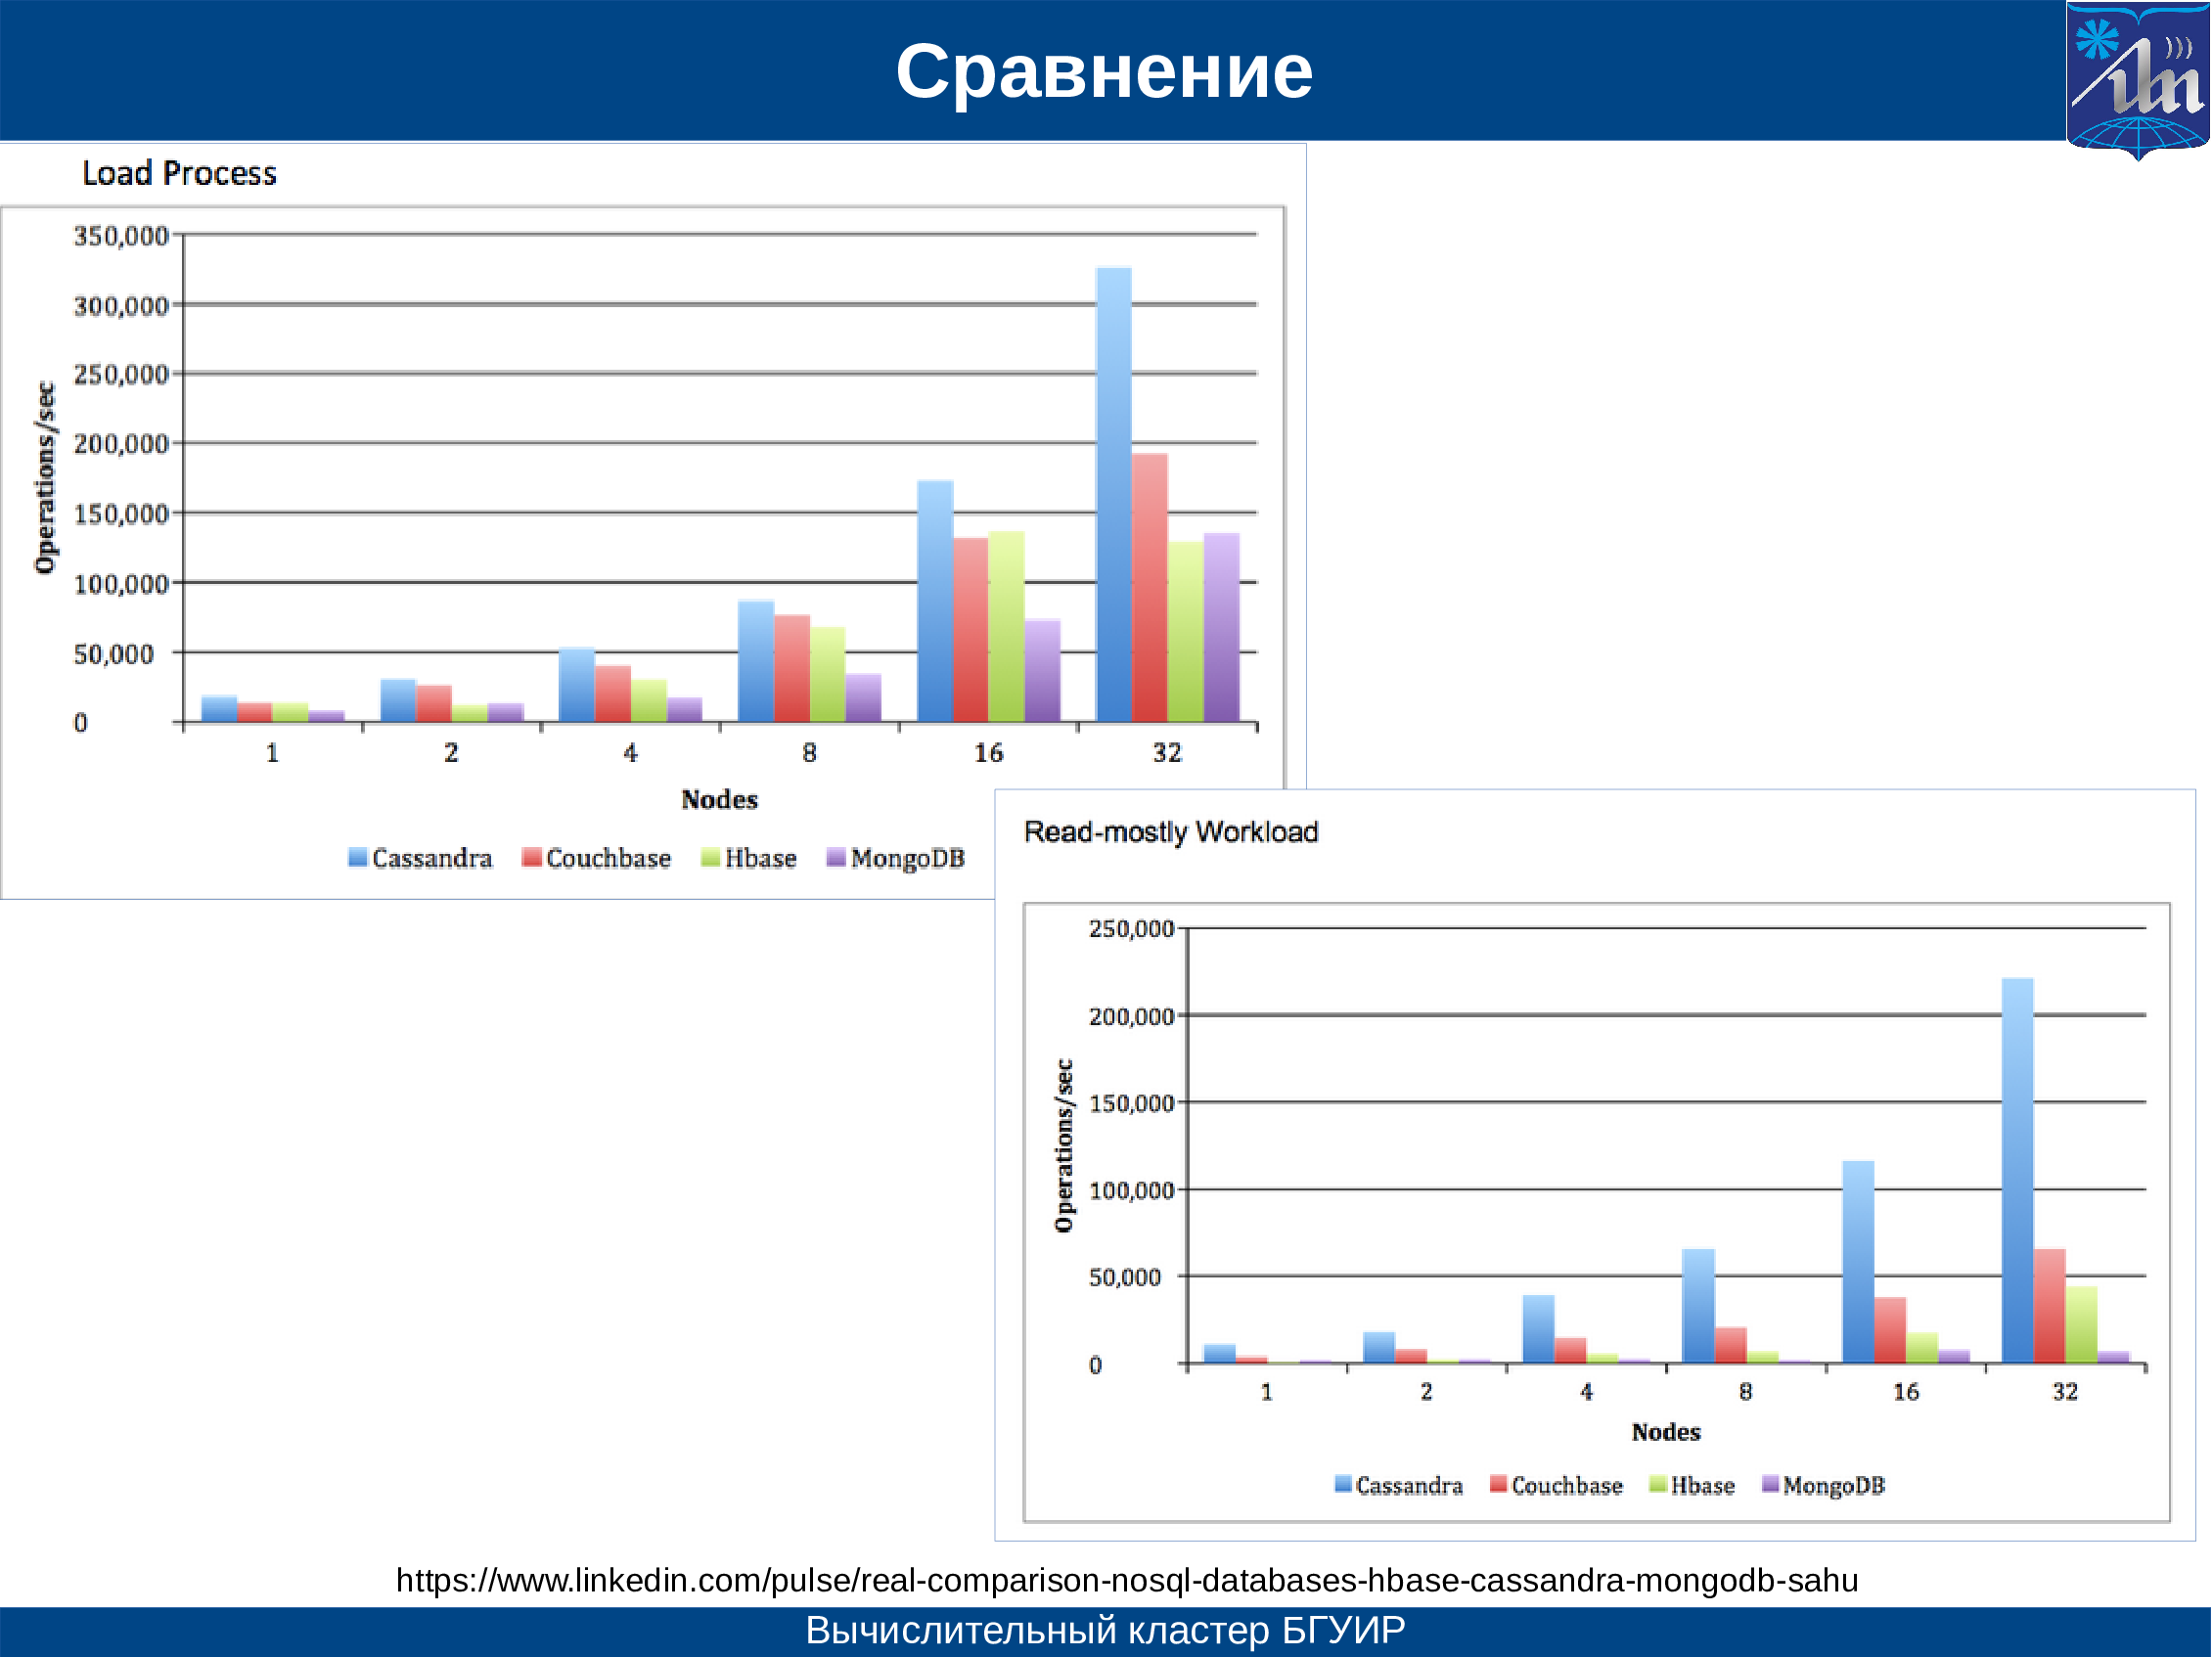 Сравнение
Load Process
350,000
300,000
250,000
200,000
150,000
100,000
50,000
0
Operations/sec
1 2 4 8 16 32
Nodes
Cassandra Couchbase Hbase MongoDB
Read-mostly Workload
250,000
200,000
150,000
100,000
50,000
0
Operations/sec
1 2 4 8 16 32
Nodes
Cassandra Couchbase Hbase MongoDB
https://www.linkedin.com/pulse/real-comparison-nosql-databases-hbase-cassandra-mongodb-sahu
Вычислительный кластер БГУИР